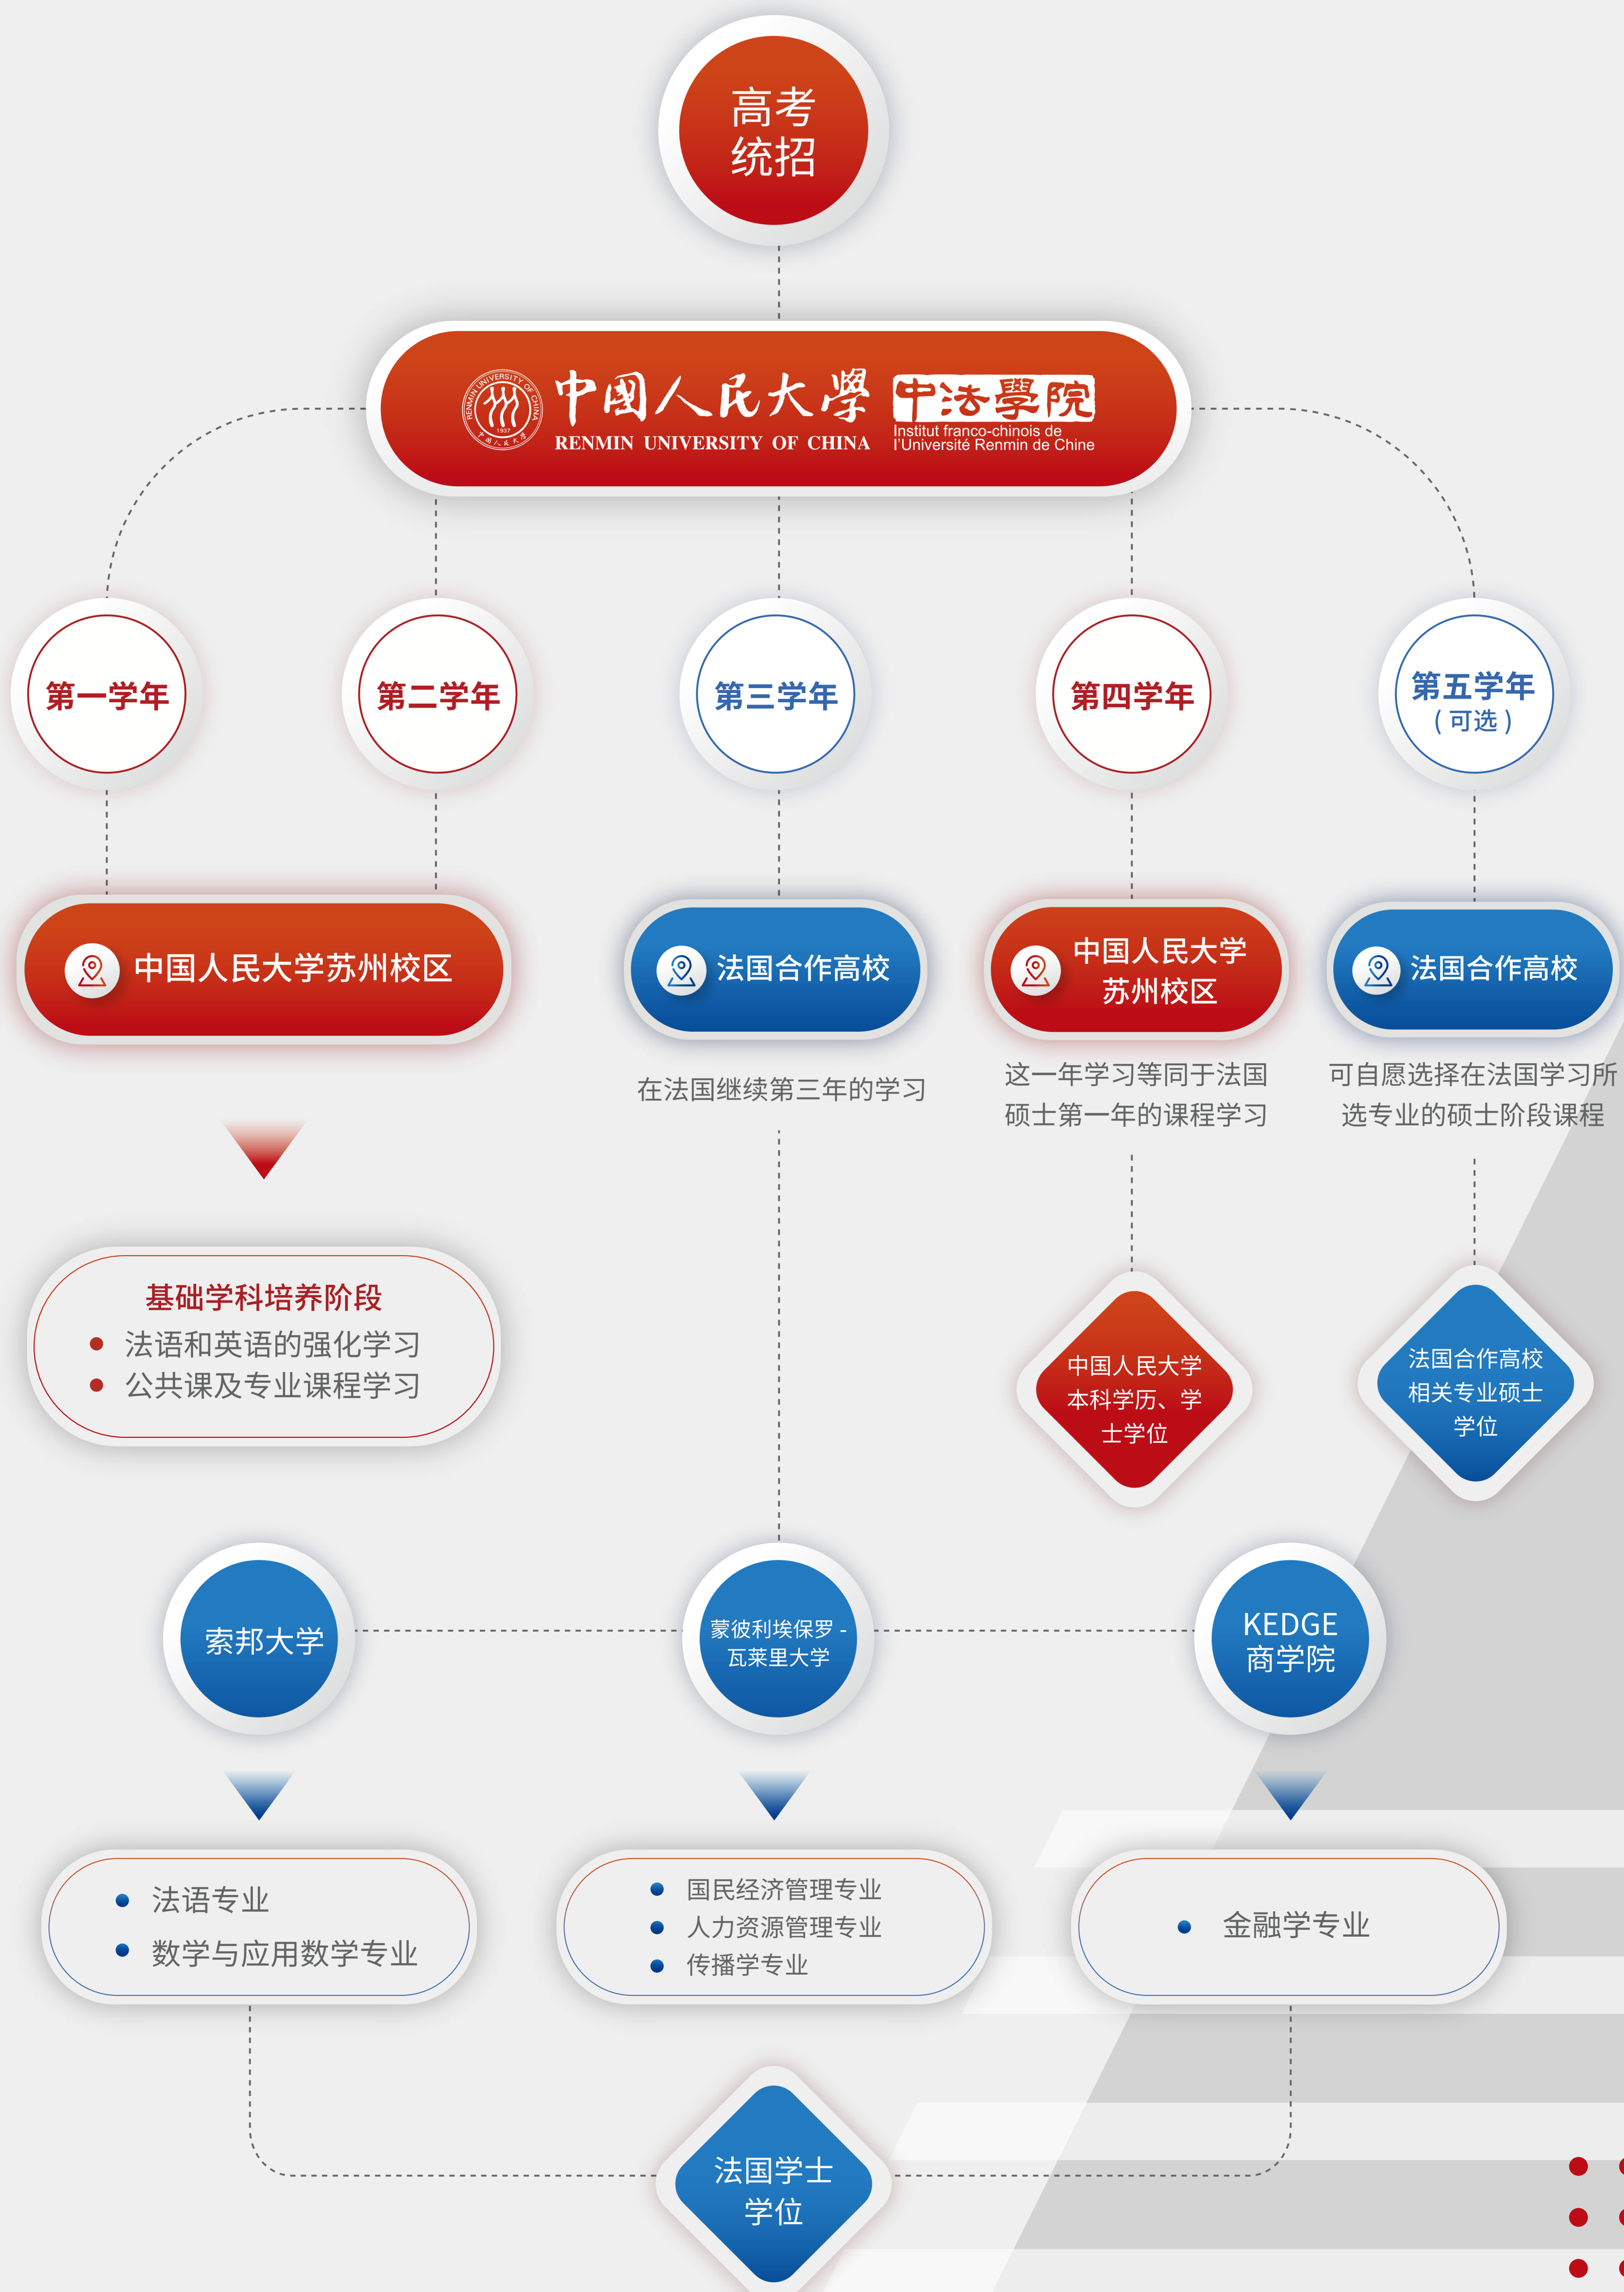 高考
统招
RENMIN UNIVERSITY OF CHINA
1937
中国人民大学
中國人民大學
RENMIN UNIVERSITY OF CHINA
中法學院
Institut franco-chinois de
l'Université Renmin de Chine
第一学年
第二学年
第三学年
第四学年
第五学年
( 可选 )
中国人民大学苏州校区
法国合作高校
中国人民大学
苏州校区
法国合作高校
在法国继续第三年的学习
这一年学习等同于法国
硕士第一年的课程学习
可自愿选择在法国学习所
选专业的硕士阶段课程
基础学科培养阶段
法语和英语的强化学习
公共课及专业课程学习
中国人民大学
本科学历、学
士学位
法国合作高校
相关专业硕士
学位
索邦大学
蒙彼利埃保罗 -
瓦莱里大学
KEDGE
商学院
法语专业
数学与应用数学专业
国民经济管理专业
人力资源管理专业
传播学专业
金融学专业
法国学士
学位